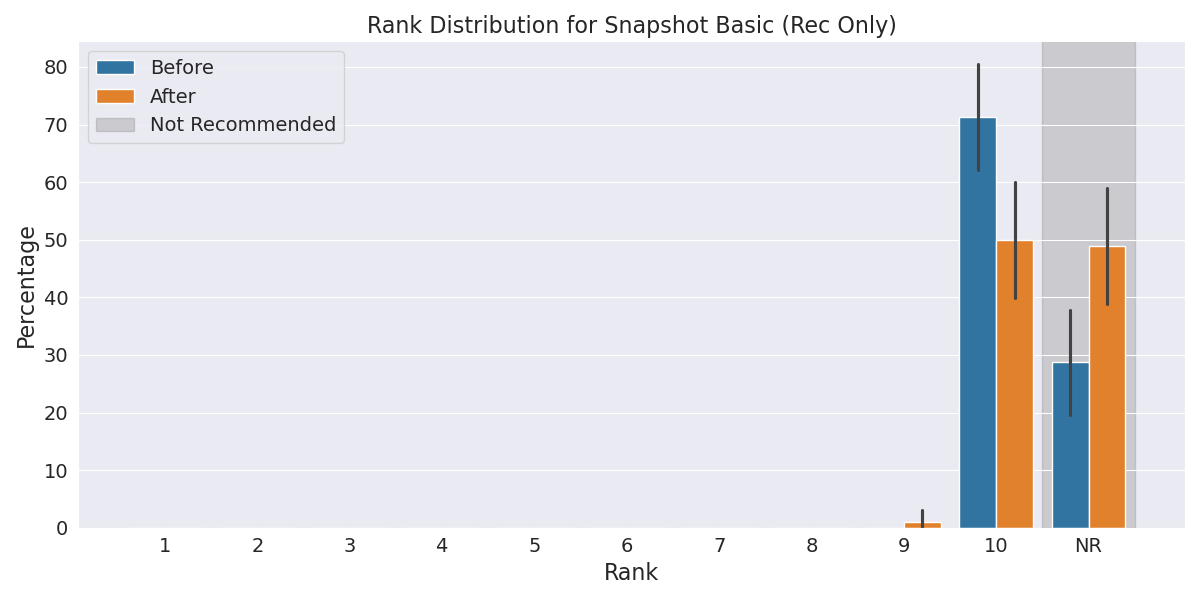 Rank Distribution for Snapshot Basic (Rec Only)
Before
After
Not Recommended
Percentage
80
70
60
50
40
30
20
10
0
1 2 3 4 5 6 7 8 9 10 NR
Rank